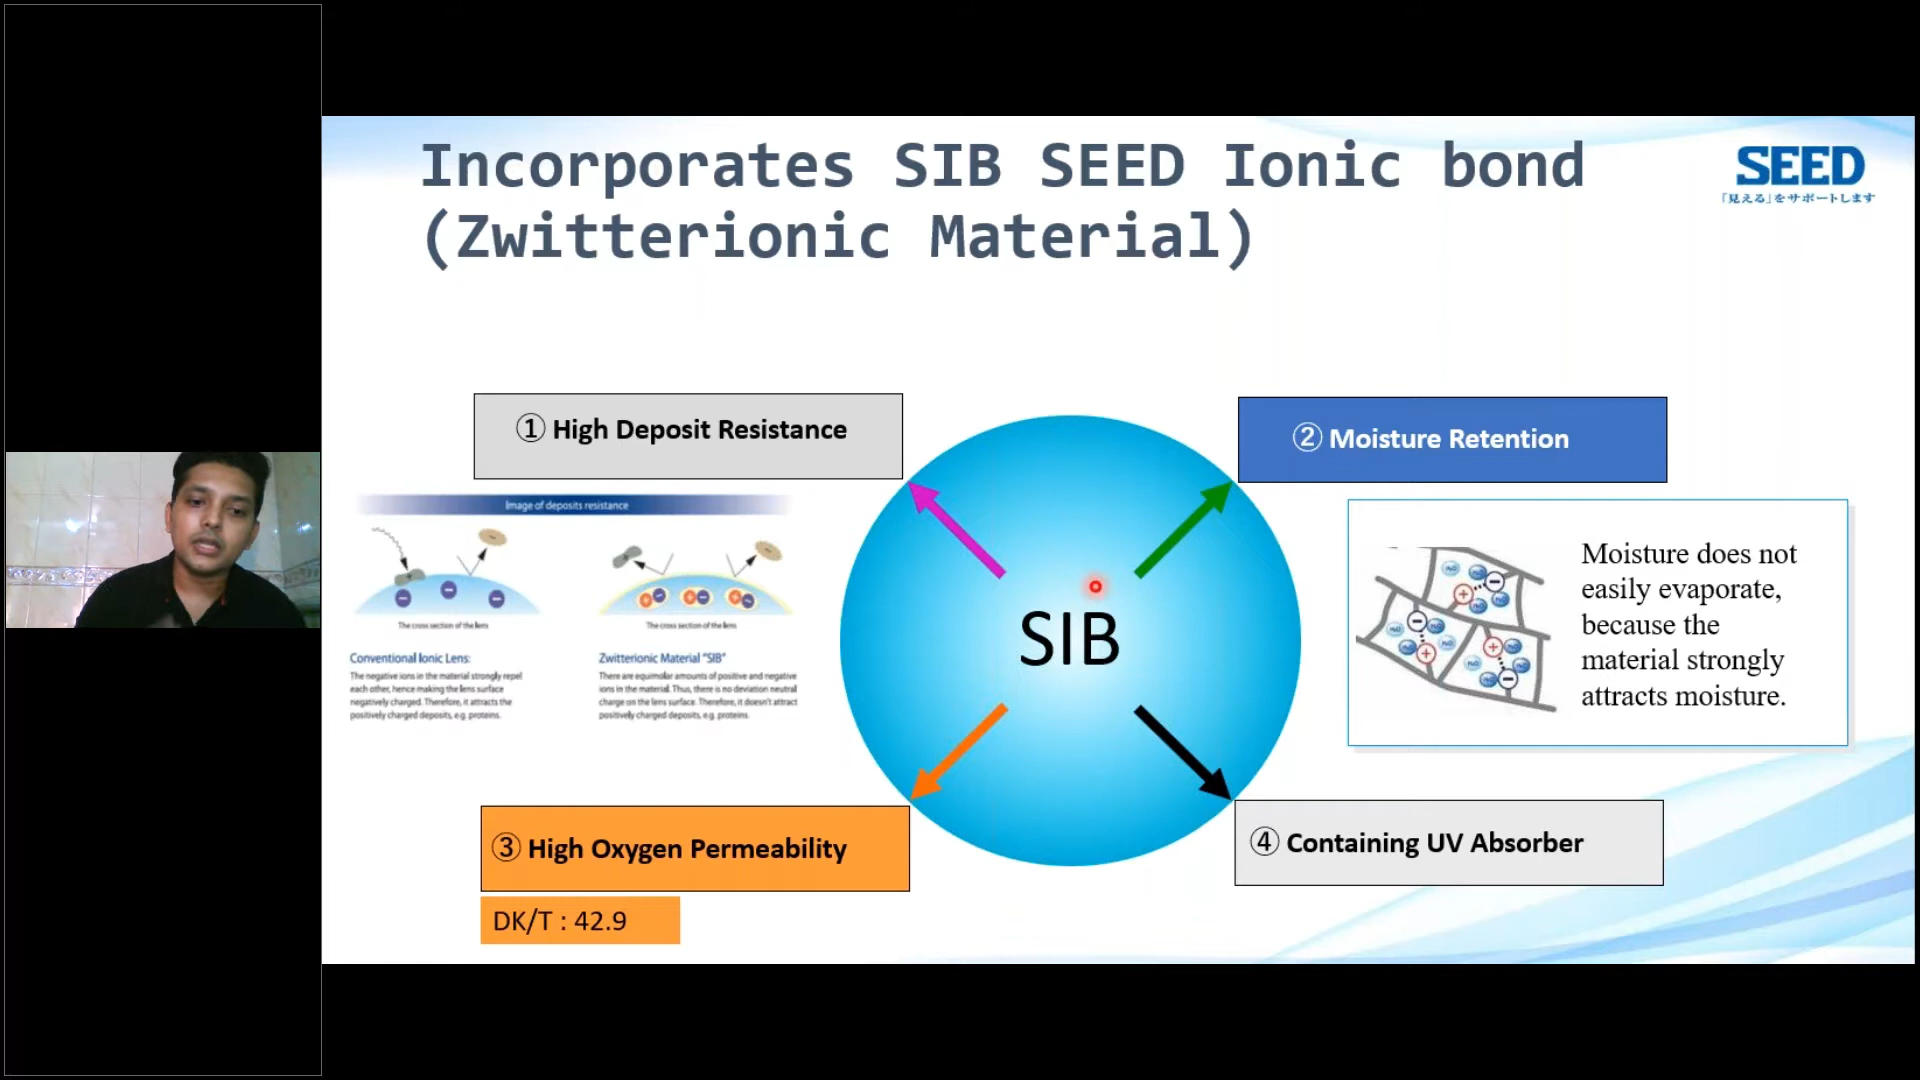 Incorporates SIB SEED Ionic bond
(Zwitterionic Material)
SEED
「見える」をサポートします
① High Deposit Resistance
② Moisture Retention
Image of deposits resistance
The cross section of the lens
The cross section of the lens
Conventional Ionic Lens:
The negative ions in the material strongly repel
each other, hence making the lens surface
negatively charged. Therefore, it attracts the
positively charged deposits, e.g. proteins.
Zwitterionic Material "SIB"
There are equimolar amounts of positive and negative
ions in the material. Thus, there is no deviation neutral
charge on the lens surface. Therefore, it doesn't attract
positively charged deposits, e.g. proteins.
SIB
Moisture does not
easily evaporate,
because the
material strongly
attracts moisture.
③ High Oxygen Permeability
DK/T : 42.9
④ Containing UV Absorber